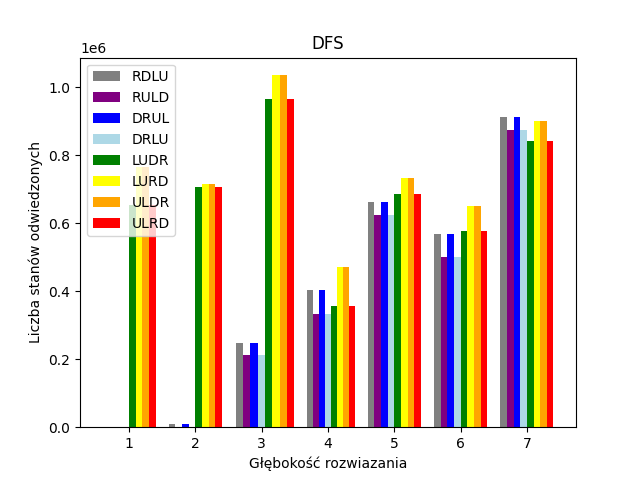 DFS
1e6
1.0
0.8
0.6
0.4
0.2
0.0
Liczba stanów odwiedzonych
RDLU
RULD
DRUL
DRLU
LUDR
LURD
ULDR
ULRD
1 2 3 4 5 6 7
Głębokość rozwiazania